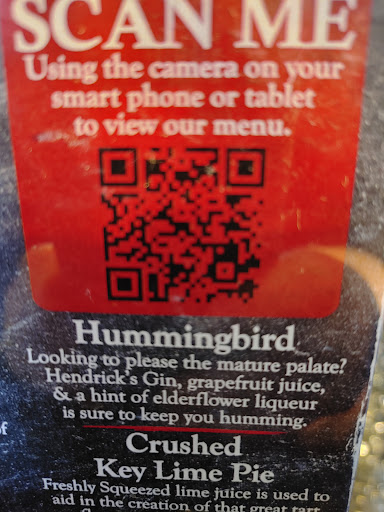 SCAN ME
Using the camera on your
smart phone or tablet
to view our menu.
Hummingbird
Looking to please the mature palate?
Hendrick's Gin, grapefruit juice,
& a hint of elderflower liqueur
is sure to keep you humming.
of
Crushed
Key Lime Pie
Freshly Squeezed lime juice is used to
aid in the creation of that great tart